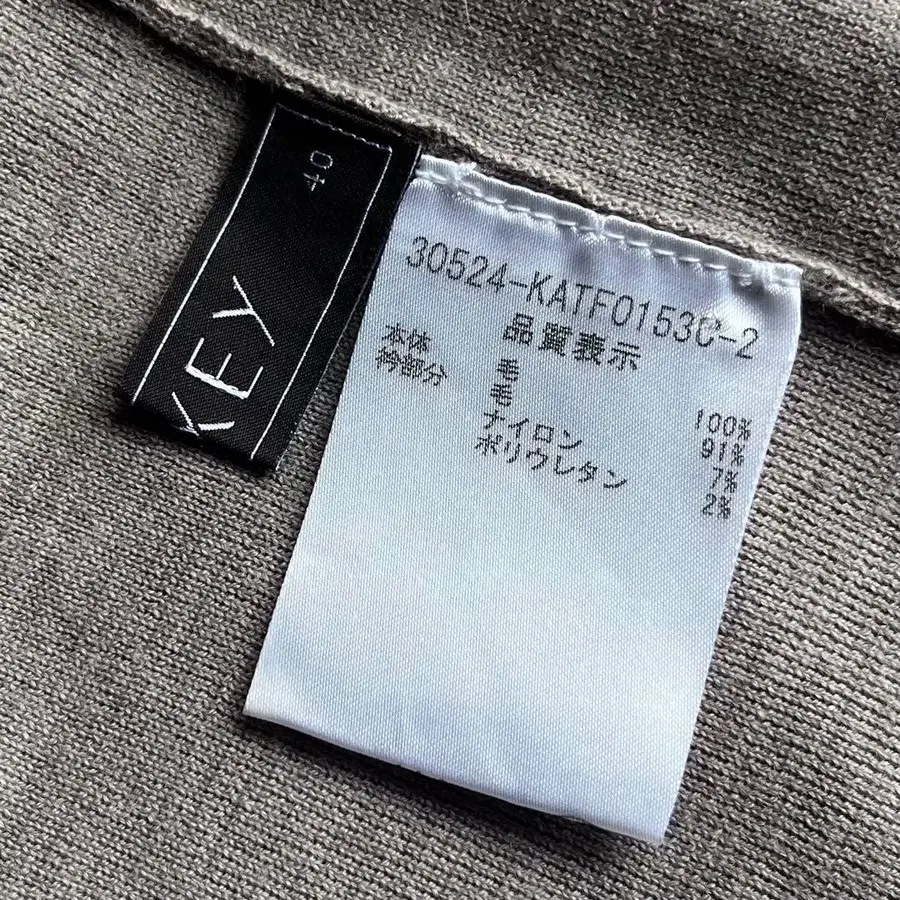 40
KEY
30524-KATF0153C-2
品質表示
本体 毛 100%
衿部分 毛 91%
ナイロン 7%
ポリウレタン 2%